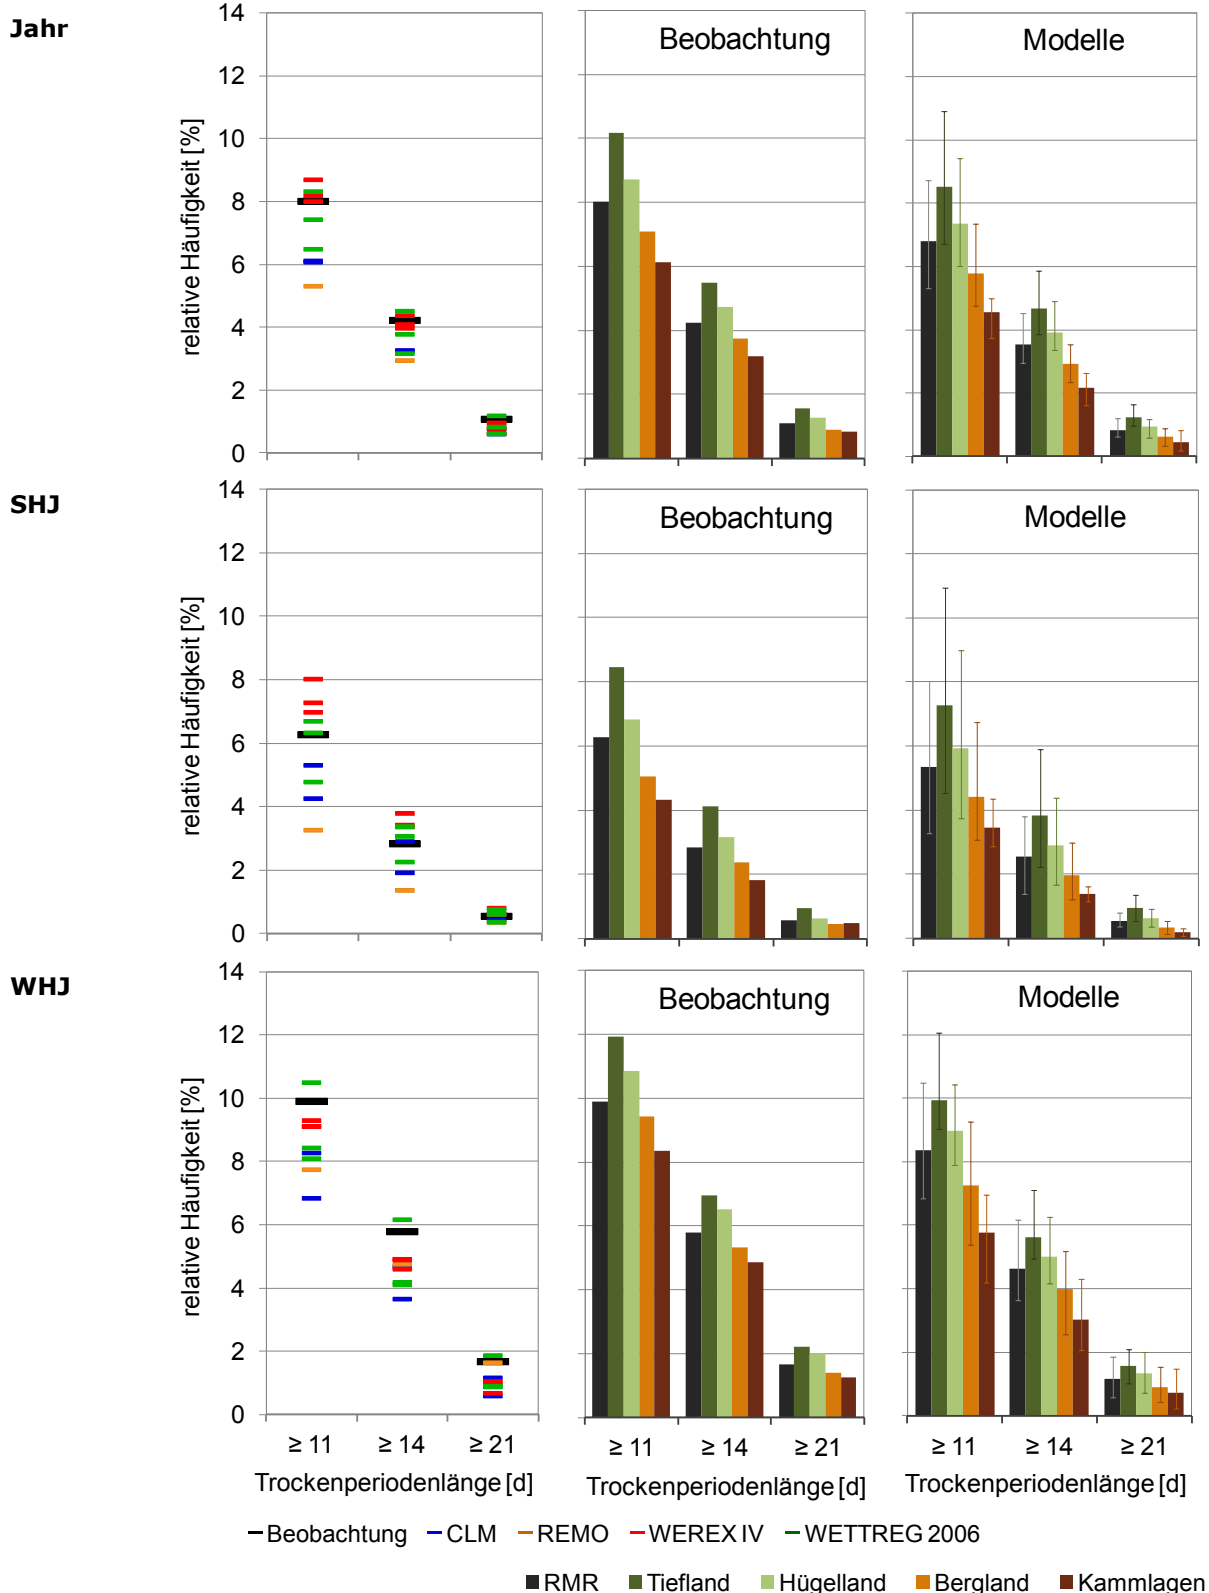 Jahr
relative Häufigkeit [%]
14
12
10
8
6
4
2
0
Beobachtung
Modelle
SHJ
relative Häufigkeit [%]
14
12
10
8
6
4
2
0
Beobachtung
Modelle
WHJ
relative Häufigkeit [%]
14
12
10
8
6
4
2
0
Beobachtung
Modelle
≥ 11 ≥ 14 ≥ 21
Trockenperiodenlänge [d]
≥ 11 ≥ 14 ≥ 21
Trockenperiodenlänge [d]
≥ 11 ≥ 14 ≥ 21
Trockenperiodenlänge [d]
Beobachtung CLM REMO WEREX IV WETTREG 2006
RMR Tiefland Hügelland Bergland Kammlagen